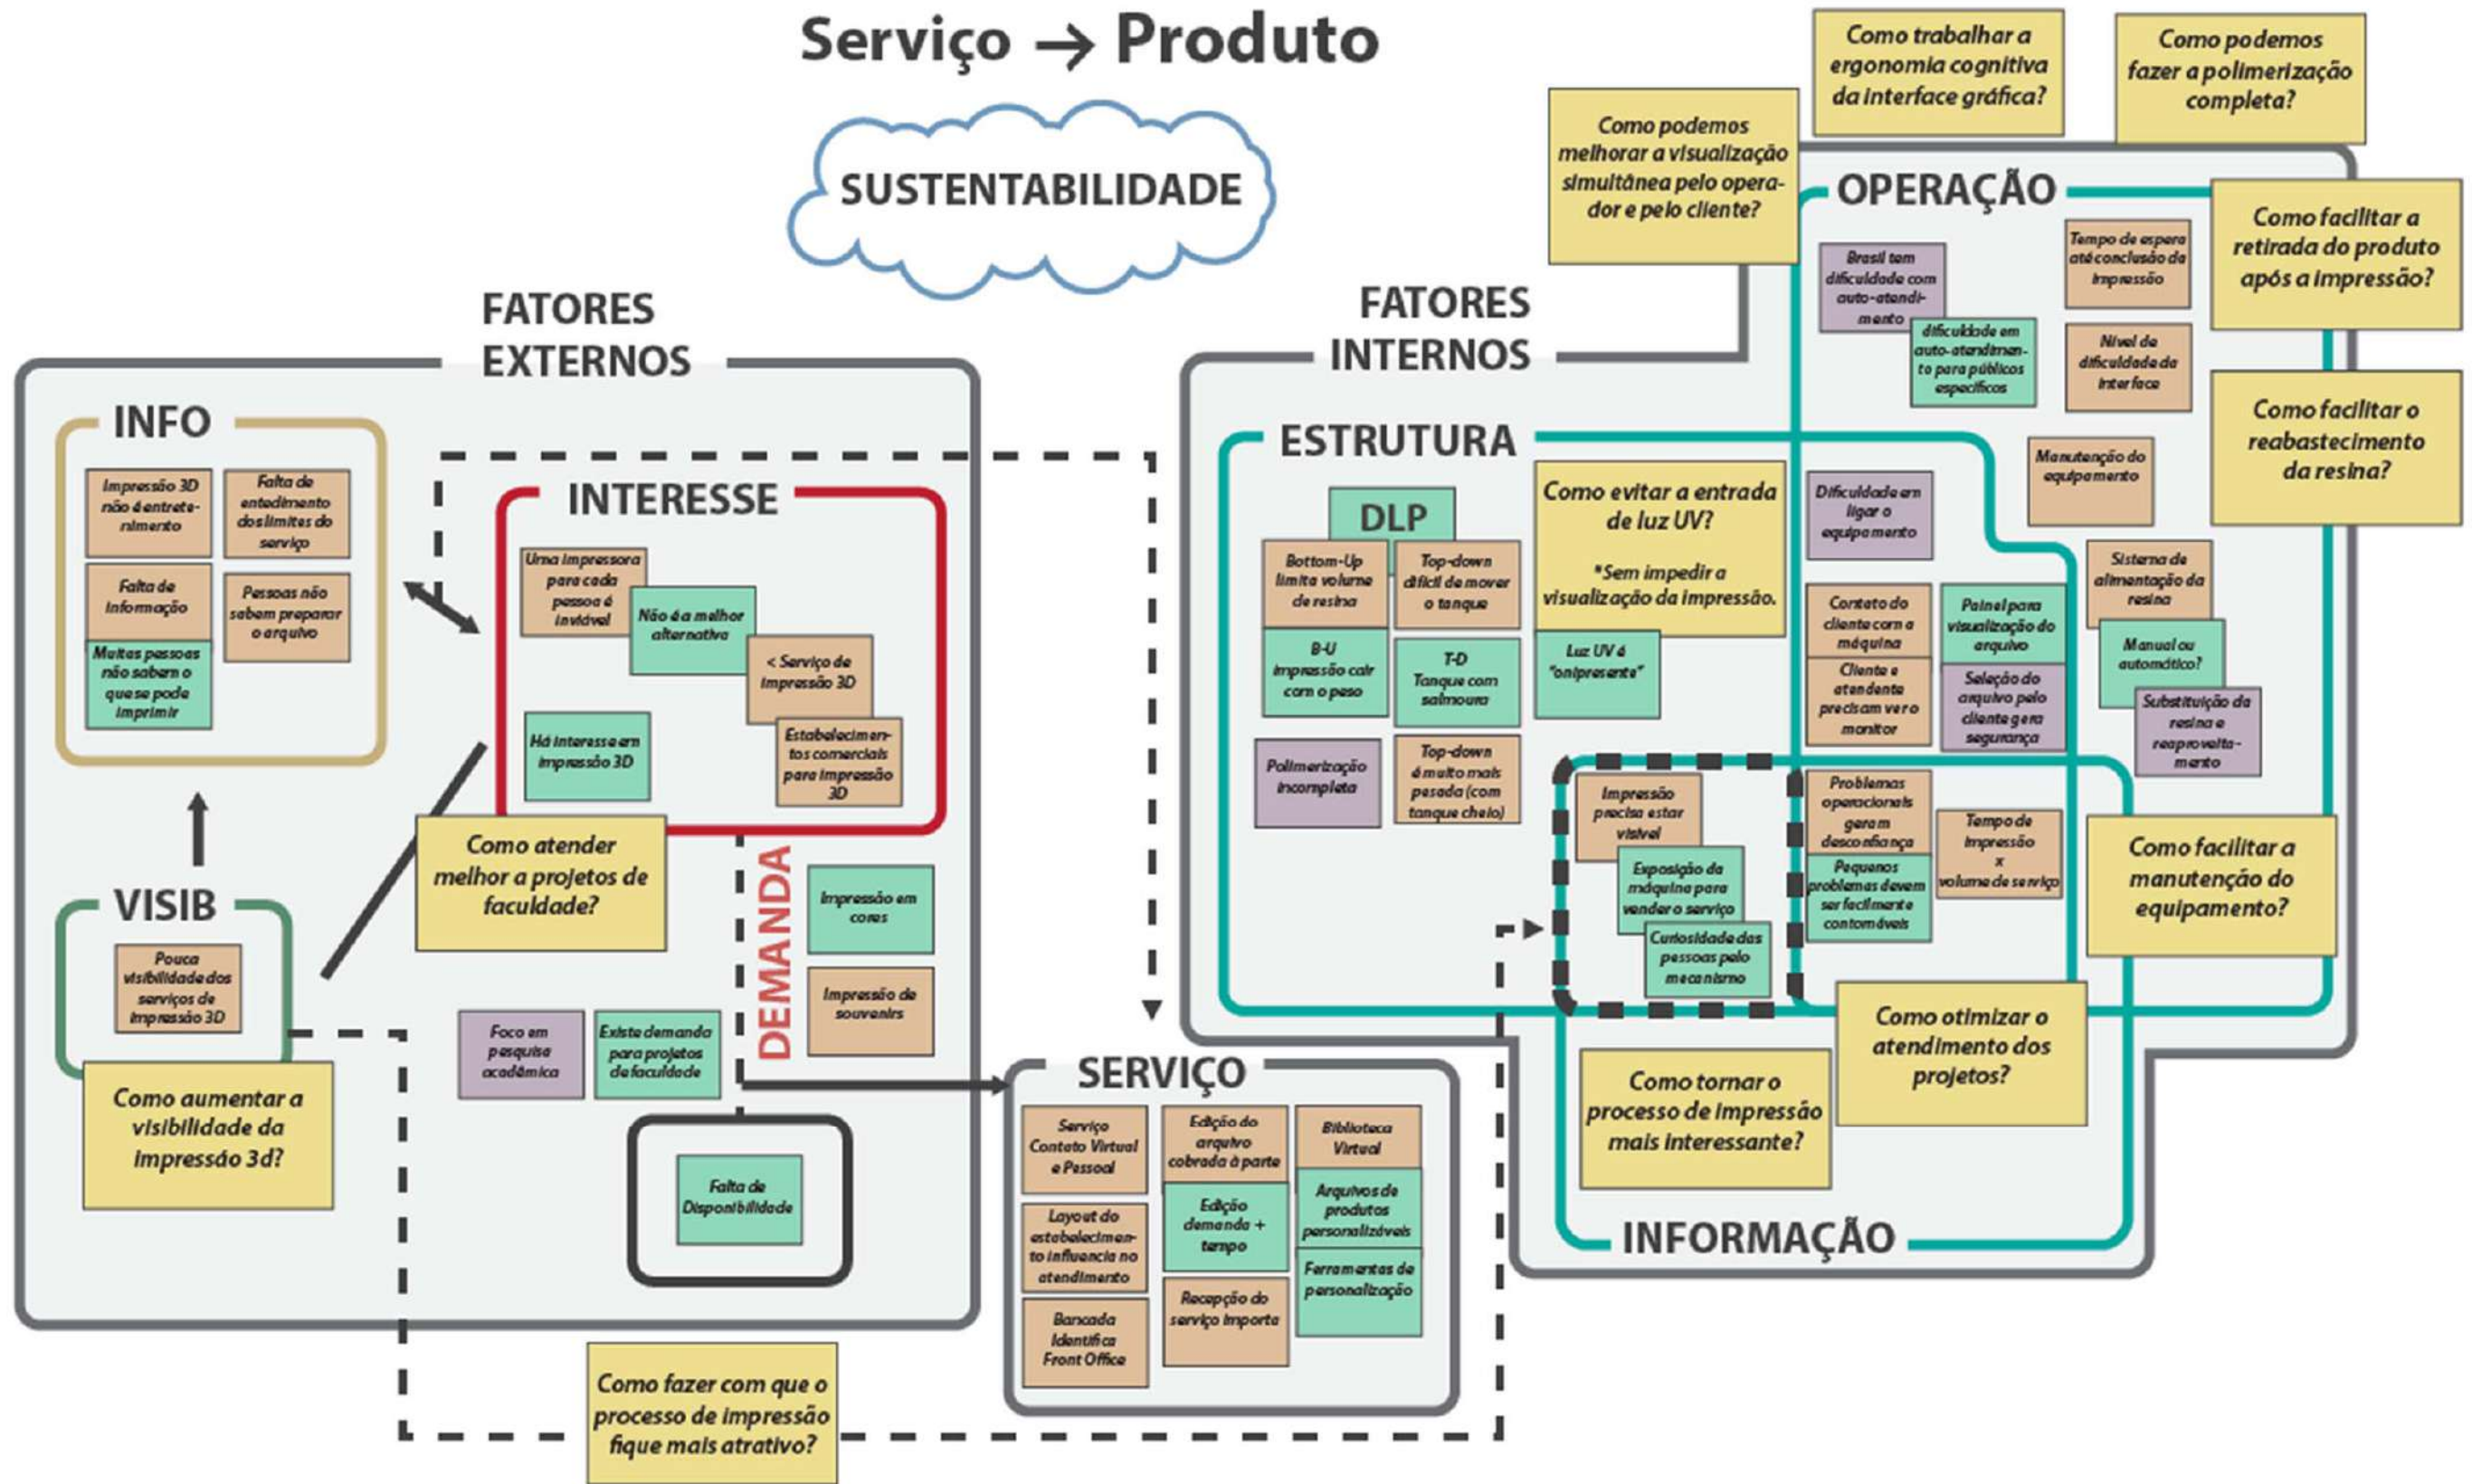 Serviço → Produto
SUSTENTABILIDADE
Como podemos
melhorar a visualização
simultânea pelo opera-
dor e pelo cliente?
Como trabalhar a
ergonomia cognitiva
da interface gráfica?
Como podemos
fazer a polimerização
completa?
FATORES
EXTERNOS
INFO
Impressão 3D
não é entrete-
nimento
Falta de
entedimento
dos limites do
serviço
Falta de
Informação
Pessoas não
sabem preparar
o arquivo
Muitas pessoas
não sabem o
que se pode
imprimir
INTERESSE
Uma impressora
para cada
pessoa é
inviável
Não é a melhor
alternativa
< Serviço de
impressão 3D
Há interesse em
impressão 3D
Estabelecimen-
tos comerciais
para impressão
3D
Como atender
melhor a projetos de
faculdade?
VISIB
Pouca
visibilidade dos
serviços de
impressão 3D
Como aumentar a
visibilidade da
impressão 3d?
DEMANDA
Impressão em
cores
Impressão de
souvenirs
Foco em
pesquisa
acadêmica
Existe demanda
para projetos
de faculdade
Falta de
Disponibilidade
Como fazer com que o
processo de impressão
fique mais atrativo?
SERVIÇO
Serviço
Contato Virtual
e Pessoal
Edição do
arquivo
cobrada à parte
Biblioteca
Virtual
Layout do
estabelecimen-
to influencia no
atendimento
Edição
demanda +
tempo
Arquivos de
produtos
personalizáveis
Bancada
Identifica
Front Office
Recepção do
serviço importa
Ferramentas de
personalização
FATORES
INTERNOS
ESTRUTURA
DLP
Bottom-Up
limita volume
de resina
Top-down
difícil de mover
o tanque
B-U
impressão cair
com o peso
T-D
Tanque com
salmoura
Polimerização
incompleta
Top-down
é muito mais
pesada (com
tanque cheio)
Como evitar a entrada
de luz UV?
*Sem impedir a
visualização da impressão.
Luz UV é
"onipresente"
OPERAÇÃO
Brasil tem
dificuldade com
auto-atendi-
mento
dificuldade em
auto-atendimen-
to para públicos
específicos
Tempo de espera
até conclusão da
impressão
Nível de
dificuldade da
interface
Como facilitar a
retirada do produto
após a impressão?
Como facilitar o
reabastecimento
da resina?
Manutenção do
equipamento
Dificuldade em
ligar o
equipamento
Contato do
cliente com a
máquina
Painel para
visualização do
arquivo
Sistema de
alimentação da
resina
Manual ou
automático?
Cliente e
atendente
precisam ver o
monitor
Seleção do
arquivo pelo
cliente gera
segurança
Substituição da
resina e
reaproveita-
mento
Impressão
precisa estar
visível
Exposição da
máquina para
vender o serviço
Curiosidade das
pessoas pelo
mecanismo
Problemas
operacionais
geram
desconfiança
Pequenos
problemas devem
ser facilmente
contornáveis
Tempo de
Impressão
x
volume de serviço
Como facilitar a
manutenção do
equipamento?
Como otimizar o
atendimento dos
projetos?
Como tornar o
processo de impressão
mais interessante?
INFORMAÇÃO